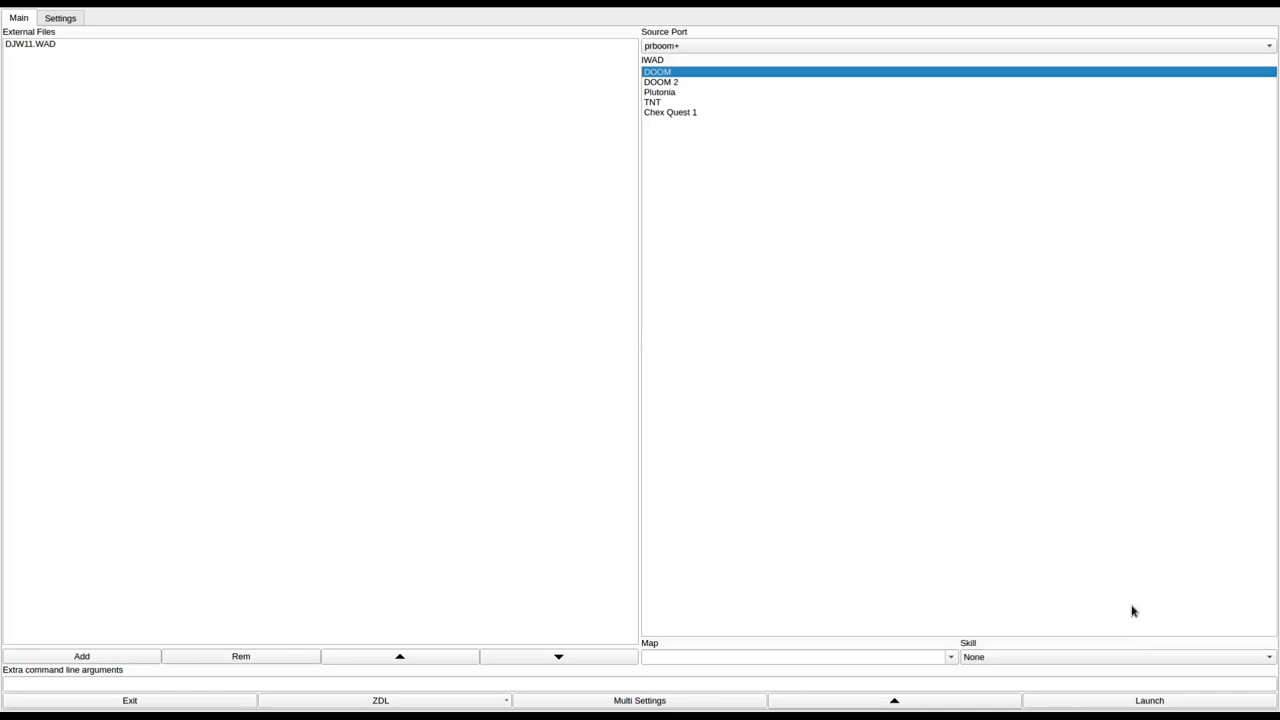 Main Settings
External Files
DJW11.WAD
Source Port
prboom+
IWAD
DOOM
DOOM 2
Plutonia
TNT
Chex Quest 1
Add Rem
Map
Skill
None
Extra command line arguments
Exit ZDL Multi Settings Launch